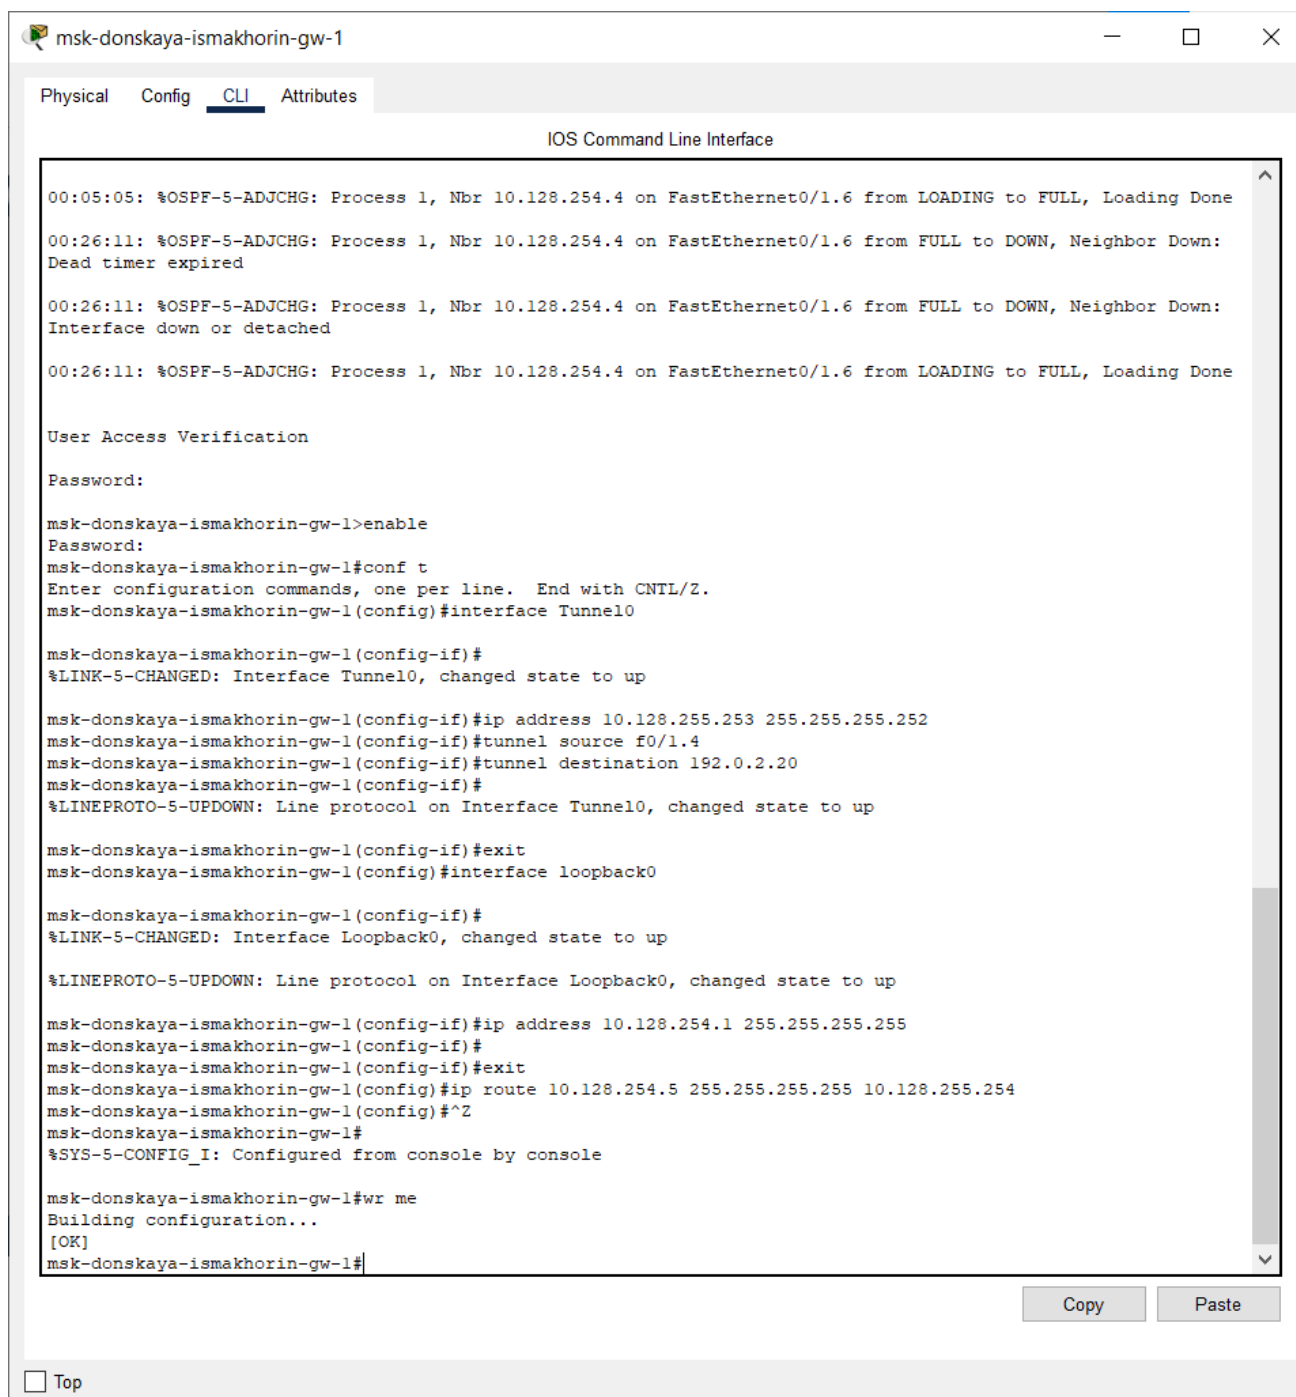 msk-donskaya-ismakhorin-gw-1
Physical Config CLI Attributes
IOS Command Line Interface
00:05:05: %OSPF-5-ADJCHG: Process 1, Nbr 10.128.254.4 on FastEthernet0/1.6 from LOADING to FULL, Loading Done
00:26:11: %OSPF-5-ADJCHG: Process 1, Nbr 10.128.254.4 on FastEthernet0/1.6 from FULL to DOWN, Neighbor Down:
Dead timer expired
00:26:11: %OSPF-5-ADJCHG: Process 1, Nbr 10.128.254.4 on FastEthernet0/1.6 from FULL to DOWN, Neighbor Down:
Interface down or detached
00:26:11: %OSPF-5-ADJCHG: Process 1, Nbr 10.128.254.4 on FastEthernet0/1.6 from LOADING to FULL, Loading Done
User Access Verification
Password:
msk-donskaya-ismakhorin-gw-1>enable
Password:
msk-donskaya-ismakhorin-gw-1#conf t
Enter configuration commands, one per line.  End with CNTL/Z.
msk-donskaya-ismakhorin-gw-1(config)#interface Tunnel0
msk-donskaya-ismakhorin-gw-1(config-if)#
%LINK-5-CHANGED: Interface Tunnel0, changed state to up
msk-donskaya-ismakhorin-gw-1(config-if)#ip address 10.128.255.253 255.255.255.252
msk-donskaya-ismakhorin-gw-1(config-if)#tunnel source f0/1.4
msk-donskaya-ismakhorin-gw-1(config-if)#tunnel destination 192.0.2.20
msk-donskaya-ismakhorin-gw-1(config-if)#
%LINEPROTO-5-UPDOWN: Line protocol on Interface Tunnel0, changed state to up
msk-donskaya-ismakhorin-gw-1(config-if)#exit
msk-donskaya-ismakhorin-gw-1(config)#interface loopback0
msk-donskaya-ismakhorin-gw-1(config-if)#
%LINK-5-CHANGED: Interface Loopback0, changed state to up
%LINEPROTO-5-UPDOWN: Line protocol on Interface Loopback0, changed state to up
msk-donskaya-ismakhorin-gw-1(config-if)#ip address 10.128.254.1 255.255.255.255
msk-donskaya-ismakhorin-gw-1(config-if)#
msk-donskaya-ismakhorin-gw-1(config-if)#exit
msk-donskaya-ismakhorin-gw-1(config)#ip route 10.128.254.5 255.255.255.255 10.128.255.254
msk-donskaya-ismakhorin-gw-1(config)#^Z
msk-donskaya-ismakhorin-gw-1#
%SYS-5-CONFIG_I: Configured from console by console
msk-donskaya-ismakhorin-gw-1#wr me
Building configuration...
[OK]
msk-donskaya-ismakhorin-gw-1#
Copy Paste
Top